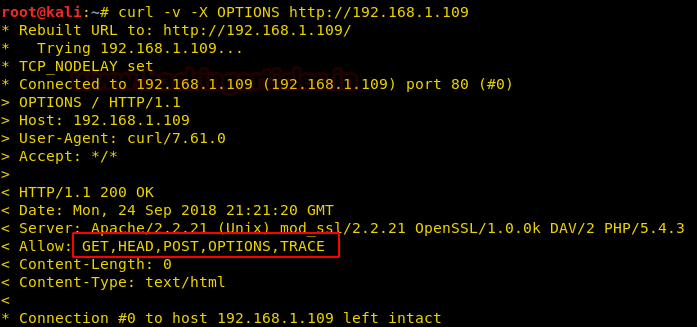 root@kali:~# curl -v -X OPTIONS http://192.168.1.109
* Rebuilt URL to: http://192.168.1.109/
*   Trying 192.168.1.109...
* TCP_NODELAY set
* Connected to 192.168.1.109 (192.168.1.109) port 80 (#0)
> OPTIONS / HTTP/1.1
> Host: 192.168.1.109
> User-Agent: curl/7.61.0
> Accept: */*
>
< HTTP/1.1 200 OK
< Date: Mon, 24 Sep 2018 21:21:20 GMT
< Server: Apache/2.2.21 (Unix) mod_ssl/2.2.21 OpenSSL/1.0.0k DAV/2 PHP/5.4.3
< Allow: GET,HEAD,POST,OPTIONS,TRACE
< Content-Length: 0
< Content-Type: text/html
<
* Connection #0 to host 192.168.1.109 left intact